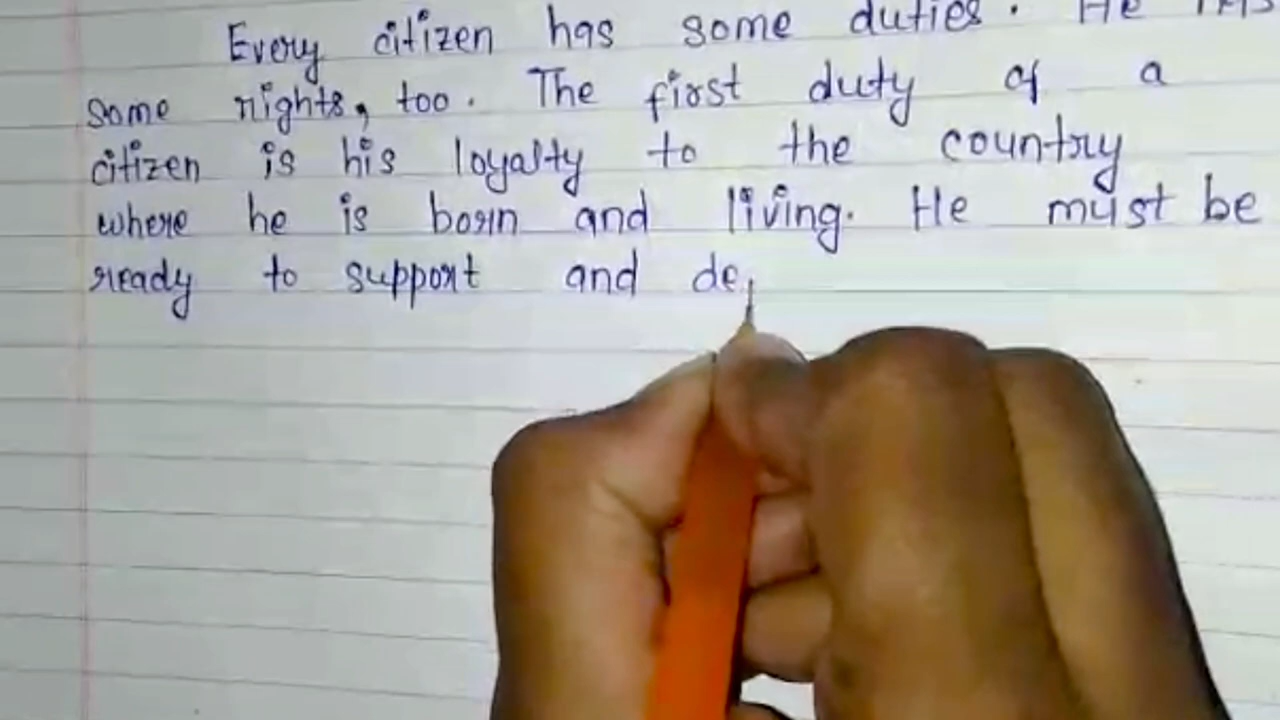 Every citizen has some duties. He has
some rights, too. The first duty of a
citizen is his loyalty to the country
where he is born and living. He must be
ready to support and de